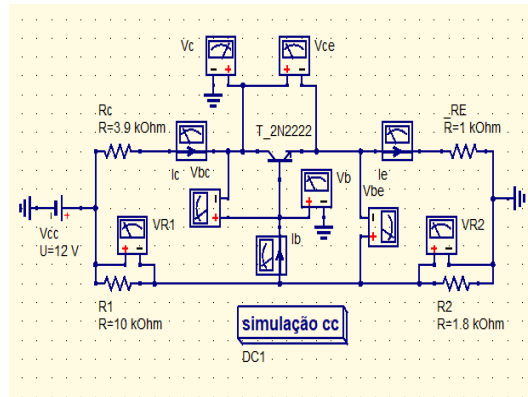 Vc
Vce
Rc
R=3.9 kOhm
T_2N2222
RE
R=1 kOhm
Ic
Vbc
Vb
Ie
Vbe
Vcc
U=12 V
VR1
Ib
VR2
R1
R=10 kOhm
R2
R=1.8 kOhm
simulação cc
DC1